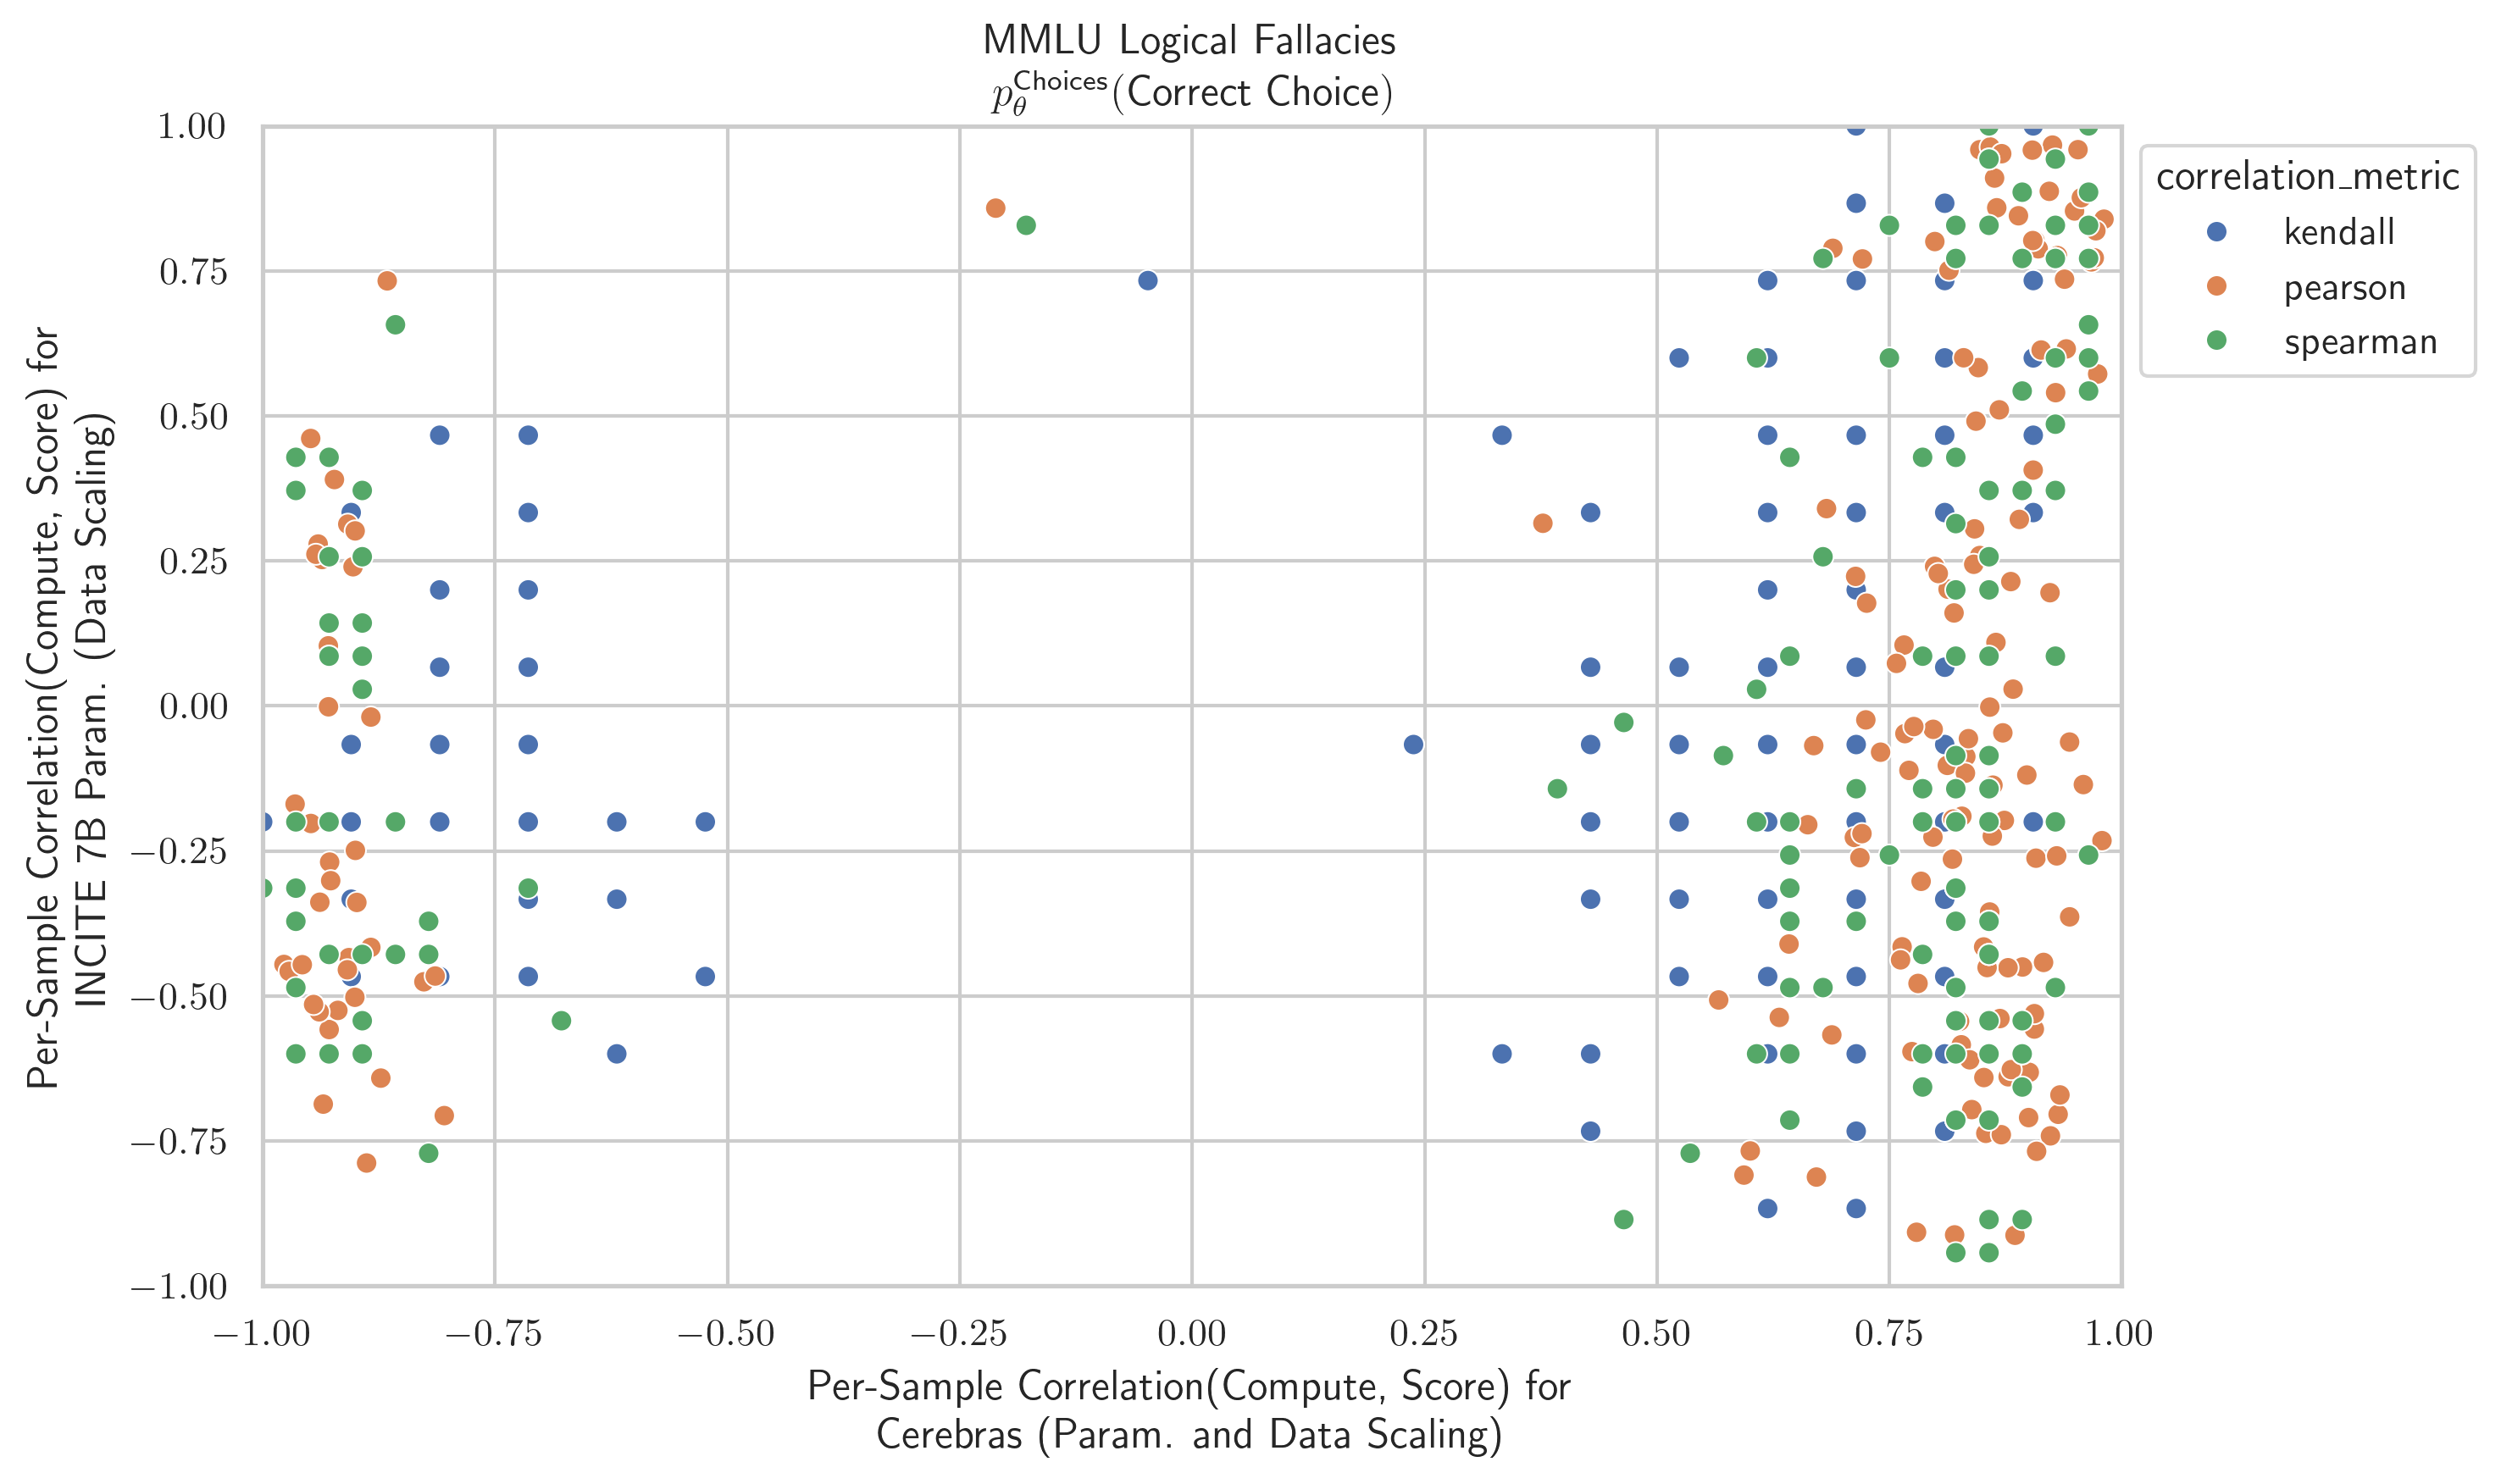 MMLU Logical Fallacies
p_θ^Choices(Correct Choice)
1.00
0.75
0.50
0.25
0.00
−0.25
−0.50
−0.75
−1.00
Per-Sample Correlation(Compute, Score) for
INCITE 7B Param. (Data Scaling)
−1.00 −0.75 −0.50 −0.25 0.00 0.25 0.50 0.75 1.00
Per-Sample Correlation(Compute, Score) for
Cerebras (Param. and Data Scaling)
correlation_metric
kendall
pearson
spearman